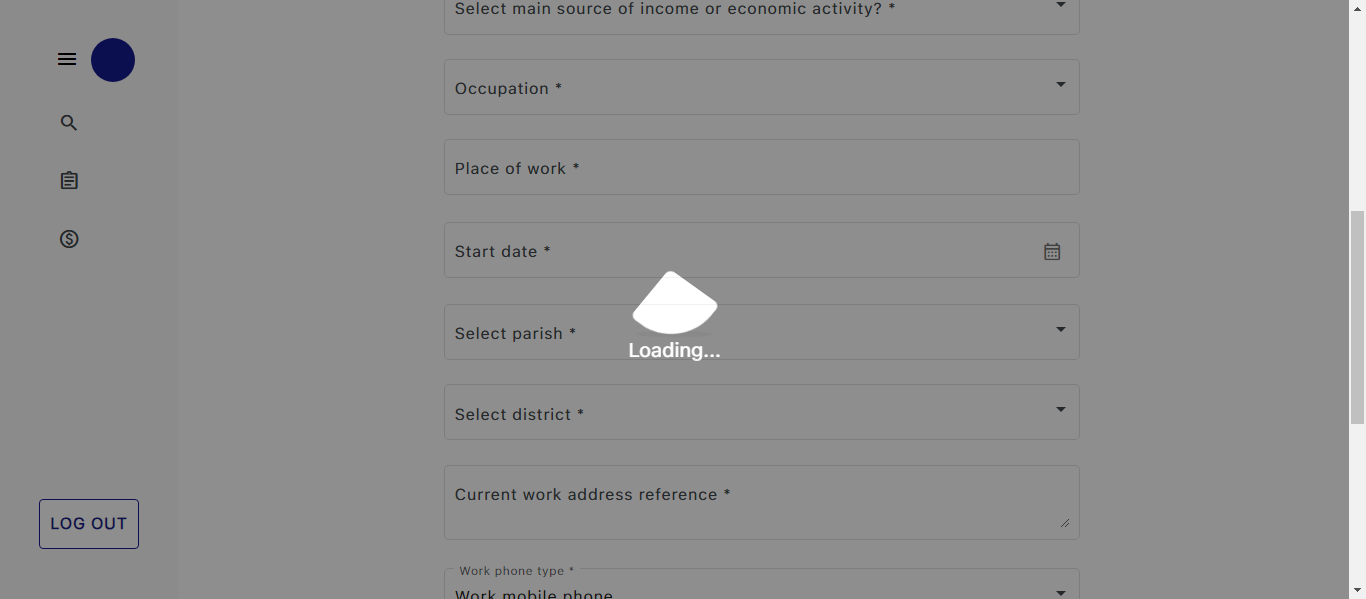 Select main source of income or economic activity? *
Occupation *
Place of work *
Start date *
Select parish *
Loading...
Select district *
Current work address reference *
LOG OUT
Work phone type *
Work mobile phone